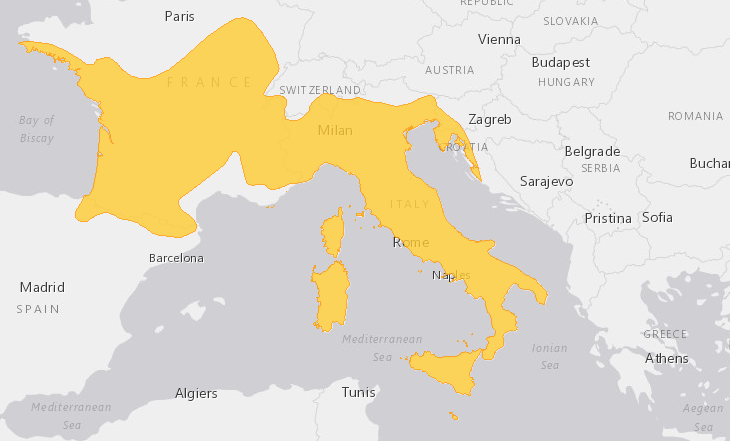 REPUBLIC
Paris
SLOVAKIA
Vienna
Budapest
AUSTRIA
HUNGARY
FRANCE
SWITZERLAND
ROMANIA
Bay of
Biscay
Milan
Zagreb
CROATIA
Belgrade
SERBIA
Buchar
Sarajevo
ITALY
Pristina
Sofia
Rome
Barcelona
Naples
Madrid
SPAIN
Mediterranean
Sea
Ionian
Sea
GREECE
Athens
Algiers
Tunis
Mediterranean
Sea
Aegean
Sea